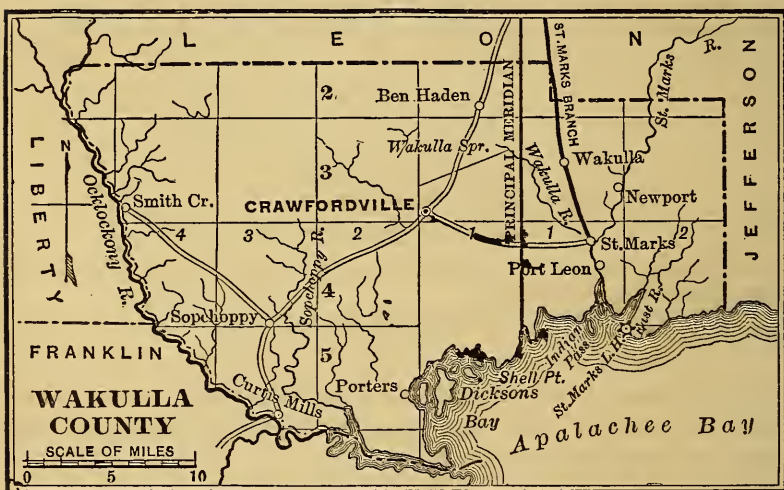 LEON
JEFFERSON
LIBERTY
FRANKLIN
ST. MARKS BRANCH
PRINCIPAL MERIDIAN
St. Marks R.
N
2
3
4
5
4 3 2 1 1 2
Ben Haden
Wakulla Spr.
Wakulla
Wakulla R.
Newport
Ocklockony R.
Smith Cr.
CRAWFORDVILLE
St. Marks
Port Leon
Sopchoppy R.
Sopchoppy
East R.
Indian Pass
St. Marks L. H.
Shell Pt.
Porters
Dicksons Bay
Curtis Mills
Apalachee Bay
WAKULLA
COUNTY
SCALE OF MILES
0 5 10